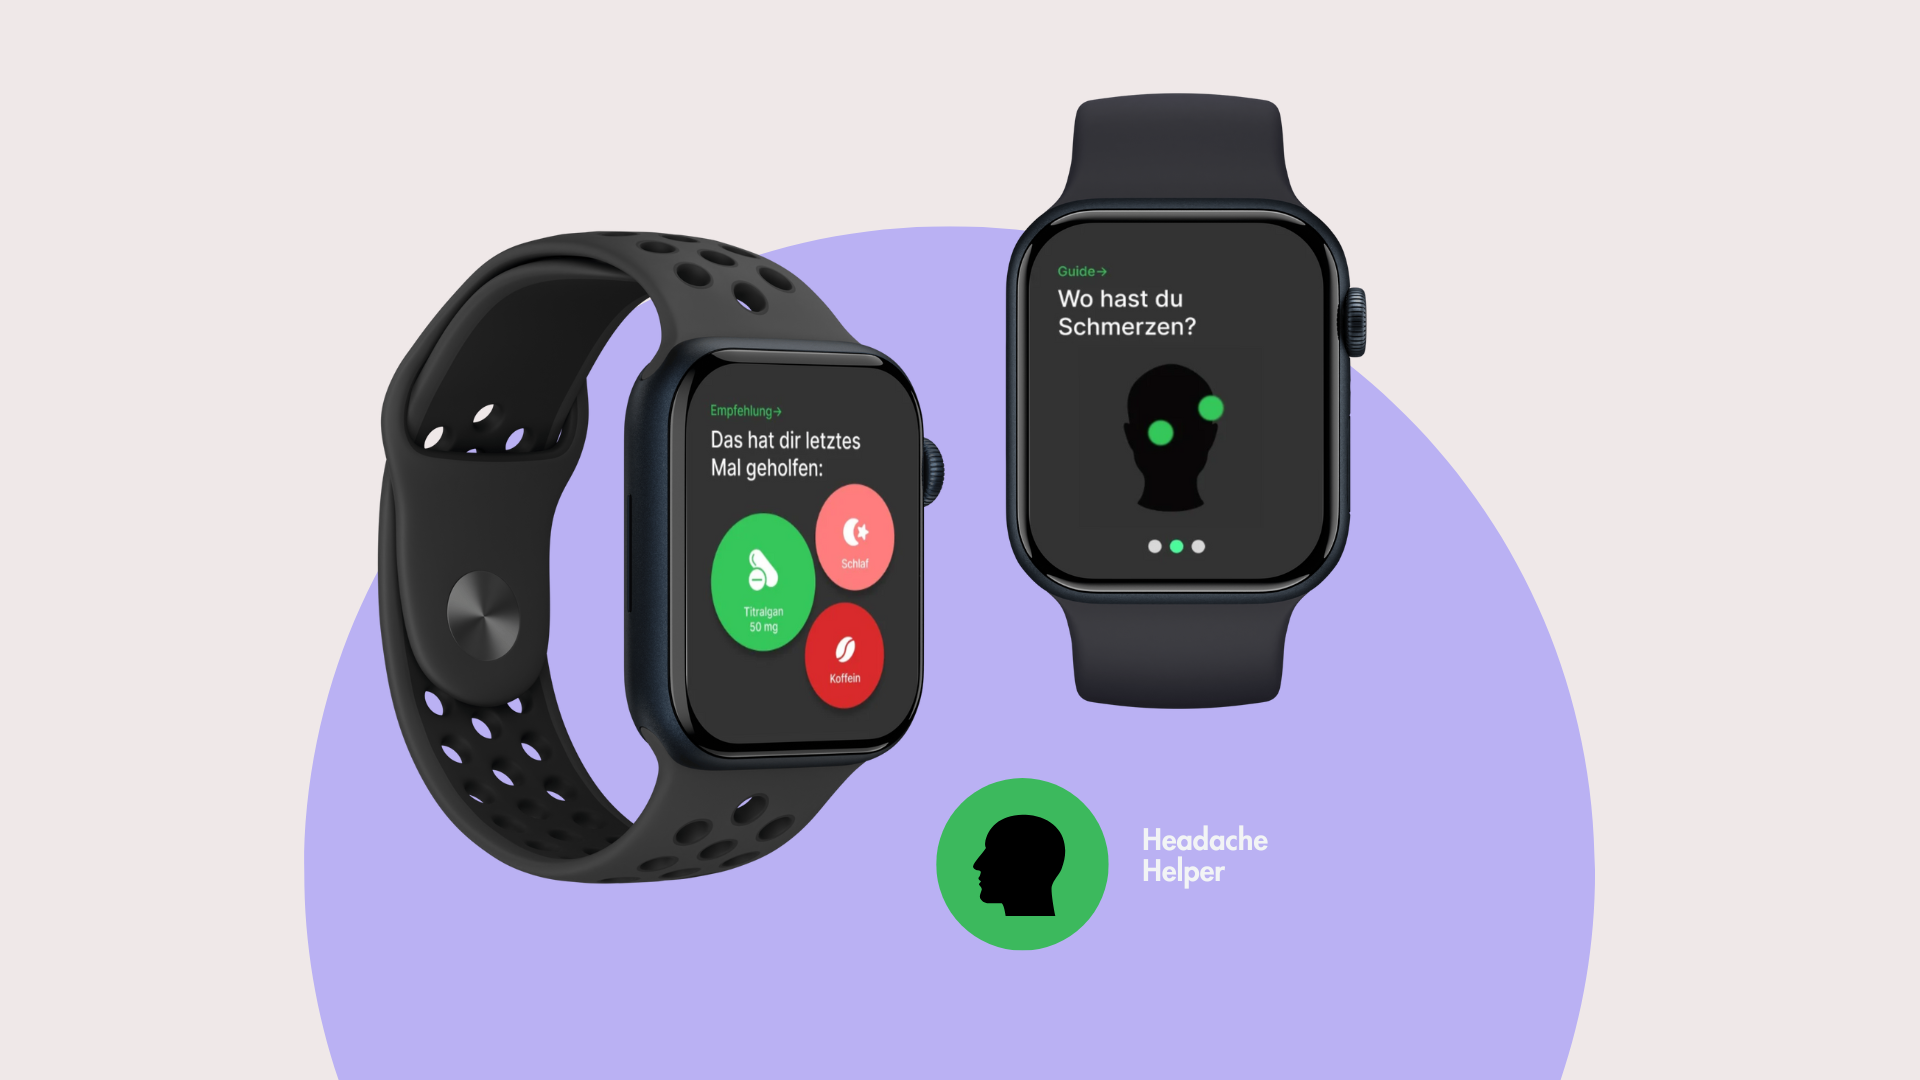 Empfehlung→
Das hat dir letztes
Mal geholfen:
Schlaf
Titralgan
50 mg
Koffein
Guide→
Wo hast du
Schmerzen?
Headache
Helper